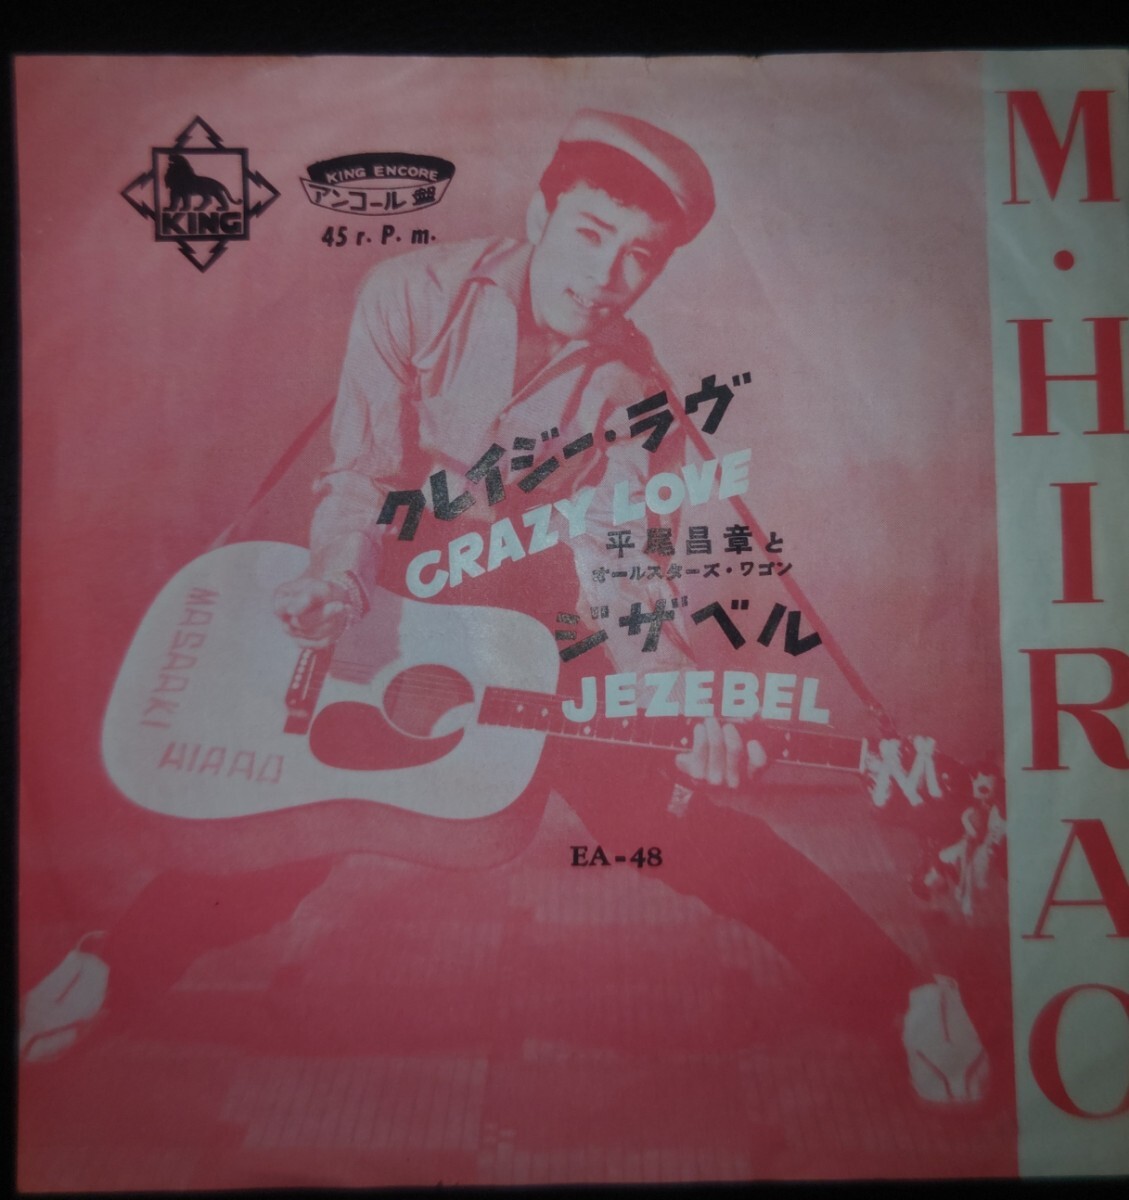 KING
KING ENCORE
アンコール盤
45 r. P. m.
クレイジー・ラヴ
CRAZY LOVE
平尾昌章と
オールスターズ・ワゴン
ジザベル
JEZEBEL
MASAAKI
HIRAO
M
EA-48
M・HIRAO